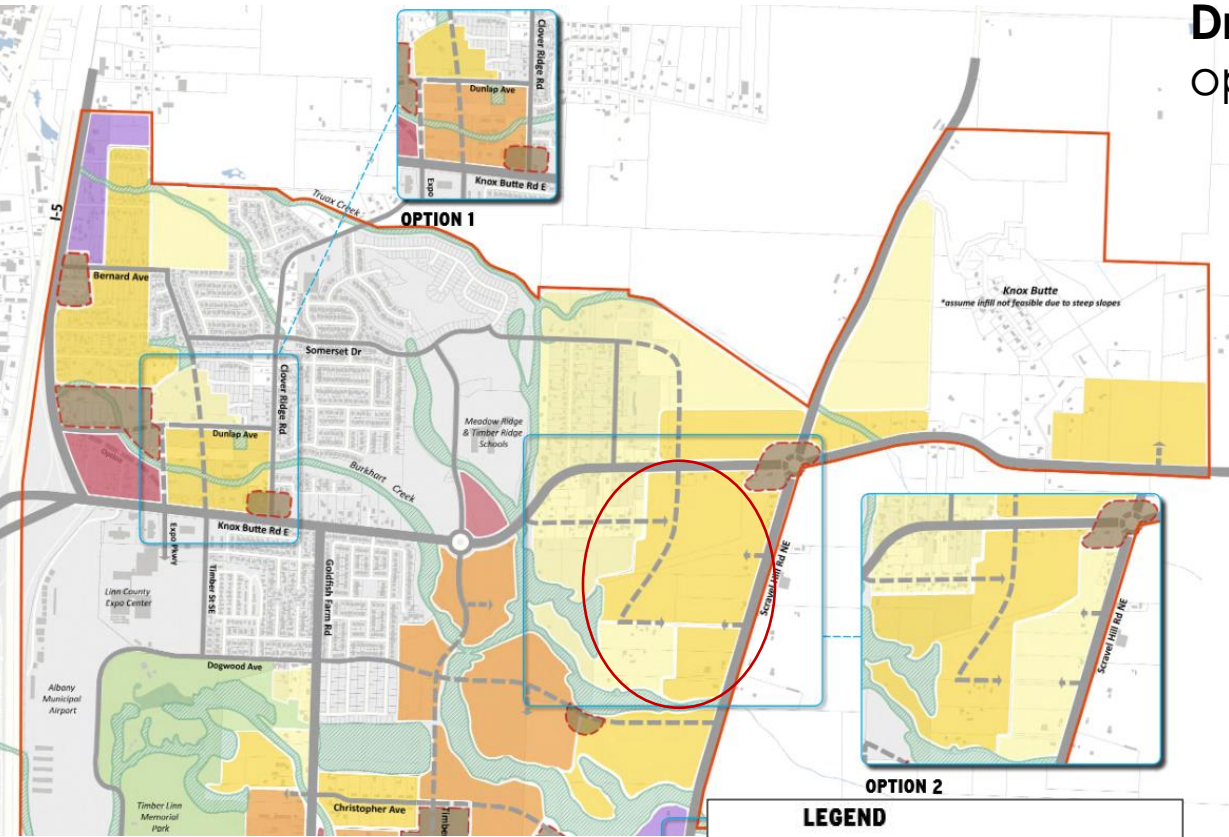 Dr
op
Clover Ridge Rd
Dunlap Ave
Knox Butte Rd E
Expo
OPTION 1
Truax Creek
I-5
Bernard Ave
Knox Butte
*assume infill not feasible due to steep slopes
Somerset Dr
Clover Ridge Rd
Meadow Ridge
& Timber Ridge
Schools
Dunlap Ave
Burkhart Creek
Knox Butte Rd E
Expo Pkwy
Timber St SE
Goldfish Farm Rd
Scravel Hill Rd NE
Linn County
Expo Center
Scravel Hill Rd NE
OPTION 2
Dogwood Ave
Albany
Municipal
Airport
Timber Linn
Memorial
Park
Christopher Ave
Timbe
LEGEND